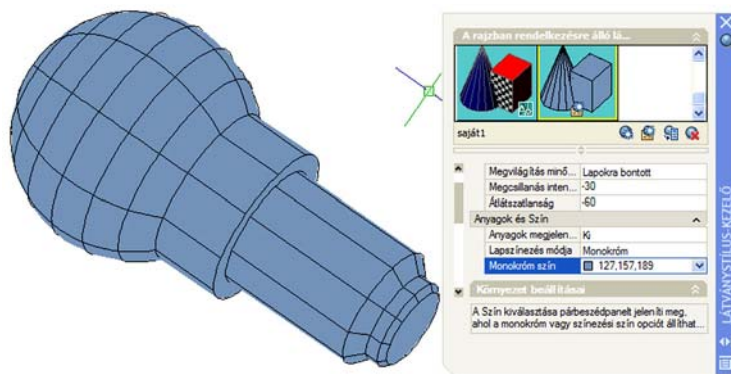 A rajzban rendelkezésre álló lá...
saját1
Megvilágítás minő... Lapokra bontott
Megcsillanás inten... -30
Átlátszatlanság -60
Anyagok és Szín
Anyagok megjelen... Ki
Lapszínezés módja Monokróm
Monokróm szín 127,157,189
Környezet beállításai
A Szín kiválasztása párbeszédpanelt jeleníti meg,
ahol a monokróm vagy színezési szín opciót állíthat...
LÁTVÁNYSTÍLUS-KEZELŐ